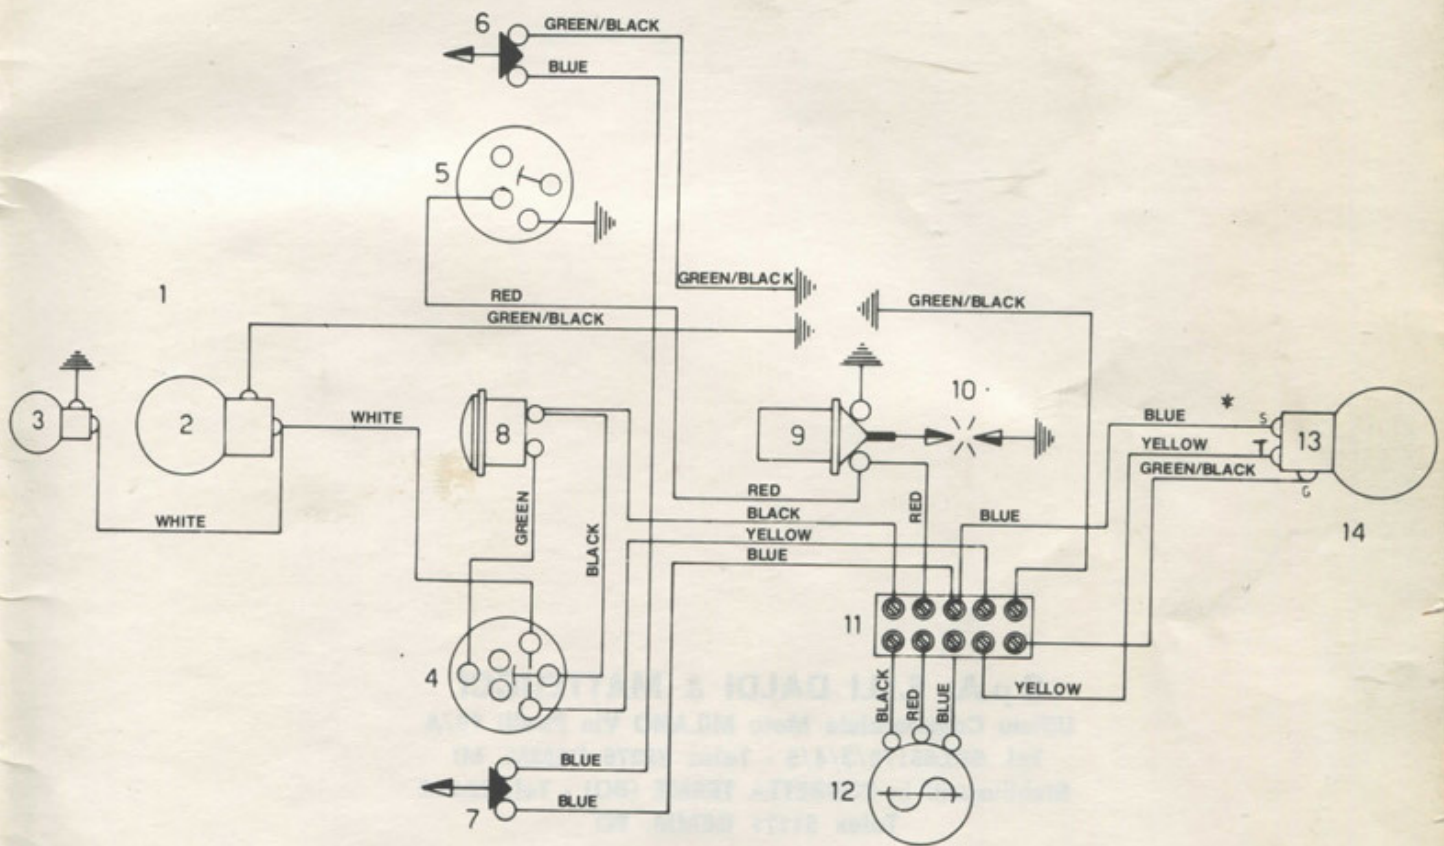 6
GREEN/BLACK
BLUE
5
1
RED
GREEN/BLACK
GREEN/BLACK
GREEN/BLACK
3
2
WHITE
8
9
10
BLUE
*
S
YELLOW
T
13
GREEN/BLACK
G
14
WHITE
GREEN
BLACK
RED
BLACK
RED
YELLOW
BLUE
BLUE
11
4
BLACK
RED
BLUE
YELLOW
BLUE
7
BLUE
12